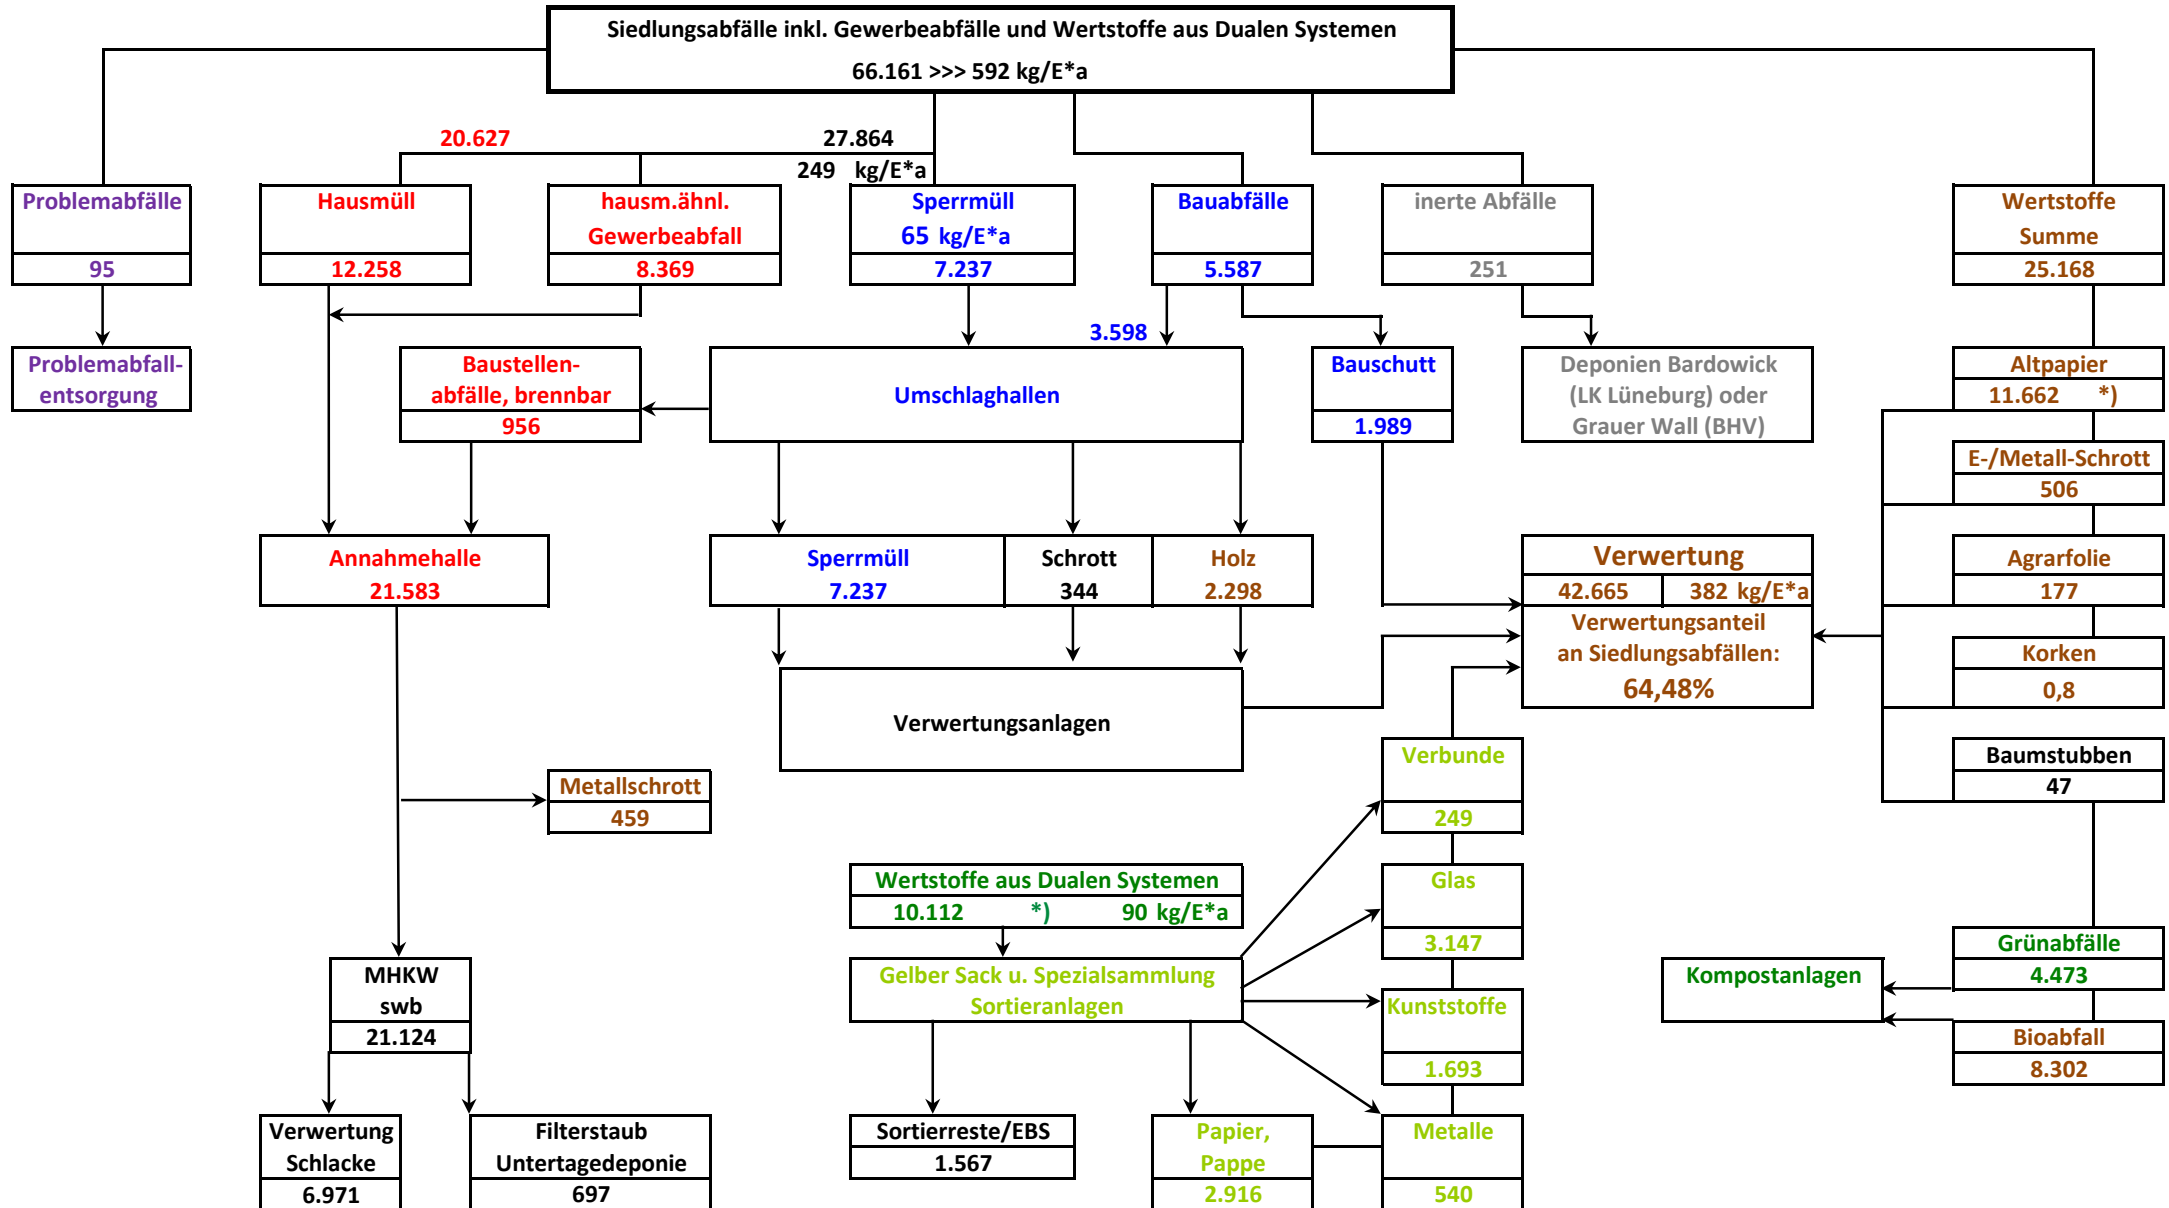 Siedlungsabfälle inkl. Gewerbeabfälle und Wertstoffe aus Dualen Systemen
66.161 >>> 592 kg/E*a
20.627
27.864
249 kg/E*a
Problemabfälle
95
Hausmüll
12.258
hausm.ähnl.
Gewerbeabfall
8.369
Sperrmüll
65 kg/E*a
7.237
Bauabfälle
5.587
inerte Abfälle
251
Wertstoffe
Summe
25.168
3.598
Problemabfall-
entsorgung
Baustellen-
abfälle, brennbar
956
Umschlaghallen
Bauschutt
1.989
Deponien Bardowick
(LK Lüneburg) oder
Grauer Wall (BHV)
Altpapier
11.662 *)
E-/Metall-Schrott
506
Annahmehalle
21.583
Sperrmüll
7.237
Schrott
344
Holz
2.298
Verwertung
42.665 382 kg/E*a
Verwertungsanteil
an Siedlungsabfällen:
64,48%
Agrarfolie
177
Korken
0,8
Verwertungsanlagen
Baumstubben
47
Metallschrott
459
Verbunde
249
Wertstoffe aus Dualen Systemen
10.112 *) 90 kg/E*a
Glas
3.147
MHKW
swb
21.124
Gelber Sack u. Spezialsammlung
Sortieranlagen
Kunststoffe
1.693
Kompostanlagen
Grünabfälle
4.473
Bioabfall
8.302
Verwertung
Schlacke
6.971
Filterstaub
Untertagedeponie
697
Sortierreste/EBS
1.567
Papier,
Pappe
2.916
Metalle
540